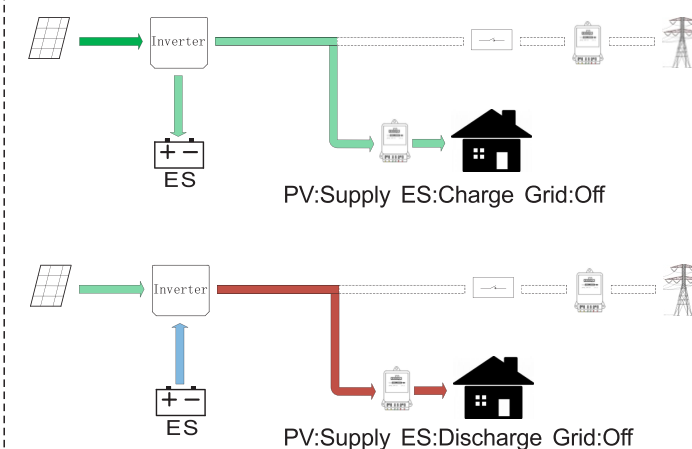 Inverter
+ −
ES
PV:Supply ES:Charge Grid:Off
Inverter
+ −
ES
PV:Supply ES:Discharge Grid:Off